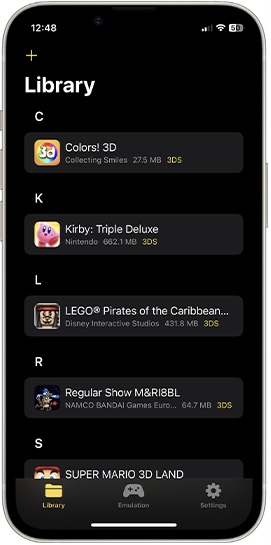 12:48
+
Library
C
Colors! 3D
Collecting Smiles 27.5 MB 3DS
K
Kirby: Triple Deluxe
Nintendo 662.1 MB 3DS
L
LEGO® Pirates of the Caribbean...
Disney Interactive Studios 431.8 MB 3DS
R
Regular Show M&RI8BL
NAMCO BANDAI Games Euro... 64.7 MB 3DS
S
SUPER MARIO 3D LAND
Library Emulation Settings